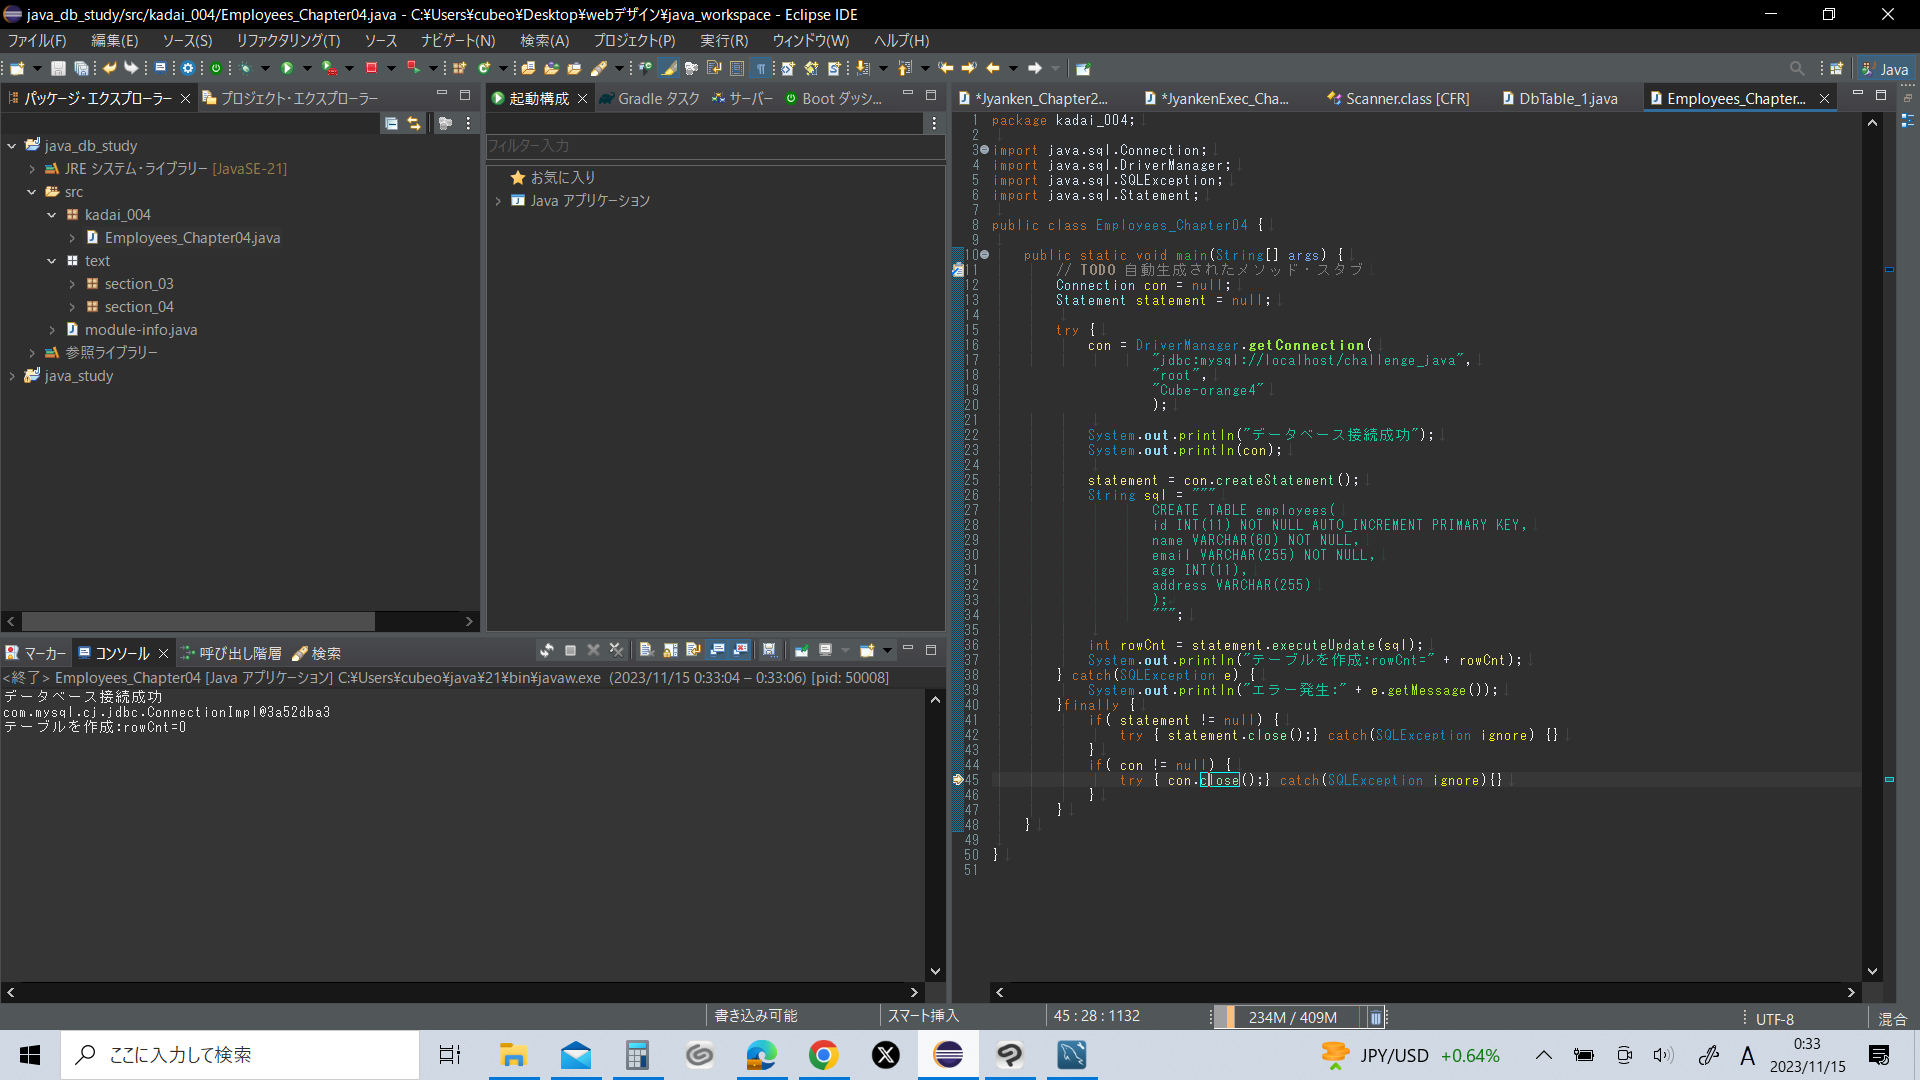 java_db_study/src/kadai_004/Employees_Chapter04.java - C:¥Users¥cubeo¥Desktop¥webデザイン¥java_workspace - Eclipse IDE
ファイル(F) 編集(E) ソース(S) リファクタリング(T) ソース ナビゲート(N) 検索(A) プロジェクト(P) 実行(R) ウィンドウ(W) ヘルプ(H)
Java
パッケージ・エクスプローラー プロジェクト・エクスプローラー
java_db_study
JRE システム・ライブラリー [JavaSE-21]
src
kadai_004
Employees_Chapter04.java
text
section_03
section_04
module-info.java
参照ライブラリー
java_study
起動構成 Gradle タスク サーバー Boot ダッシ...
フィルター入力
お気に入り
Java アプリケーション
*Jyanken_Chapter2... *JyankenExec_Cha... Scanner.class [CFR] DbTable_1.java Employees_Chapter...
1 package kadai_004;
2
3 import java.sql.Connection;
4 import java.sql.DriverManager;
5 import java.sql.SQLException;
6 import java.sql.Statement;
7
8 public class Employees_Chapter04 {
9
10 public static void main(String[] args) {
11 // TODO 自動生成されたメソッド・スタブ
12 Connection con = null;
13 Statement statement = null;
14
15 try {
16 con = DriverManager.getConnection(
17 "jdbc:mysql://localhost/challenge_java",
18 "root",
19 "Cube-orange4"
20 );
21
22 System.out.println("データベース接続成功");
23 System.out.println(con);
24
25 statement = con.createStatement();
26 String sql = """
27 CREATE TABLE employees(
28 id INT(11) NOT NULL AUTO_INCREMENT PRIMARY KEY,
29 name VARCHAR(60) NOT NULL,
30 email VARCHAR(255) NOT NULL,
31 age INT(11),
32 address VARCHAR(255)
33 );
34 """;
35
36 int rowCnt = statement.executeUpdate(sql);
37 System.out.println("テーブルを作成:rowCnt=" + rowCnt);
38 } catch(SQLException e) {
39 System.out.println("エラー発生:" + e.getMessage());
40 }finally {
41 if( statement != null) {
42 try { statement.close();} catch(SQLException ignore) {}
43 }
44 if( con != null) {
45 try { con.close();} catch(SQLException ignore){}
46 }
47 }
48 }
49
50 }
51
マーカー コンソール 呼び出し階層 検索
<終了> Employees_Chapter04 [Java アプリケーション] C:¥Users¥cubeo¥java¥21¥bin¥javaw.exe (2023/11/15 0:33:04 – 0:33:06) [pid: 50008]
データベース接続成功
com.mysql.cj.jdbc.ConnectionImpl@3a52dba3
テーブルを作成:rowCnt=0
書き込み可能 スマート挿入 45 : 28 : 1132 234M / 409M UTF-8 混合
ここに入力して検索
JPY/USD +0.64%
A
0:33
2023/11/15